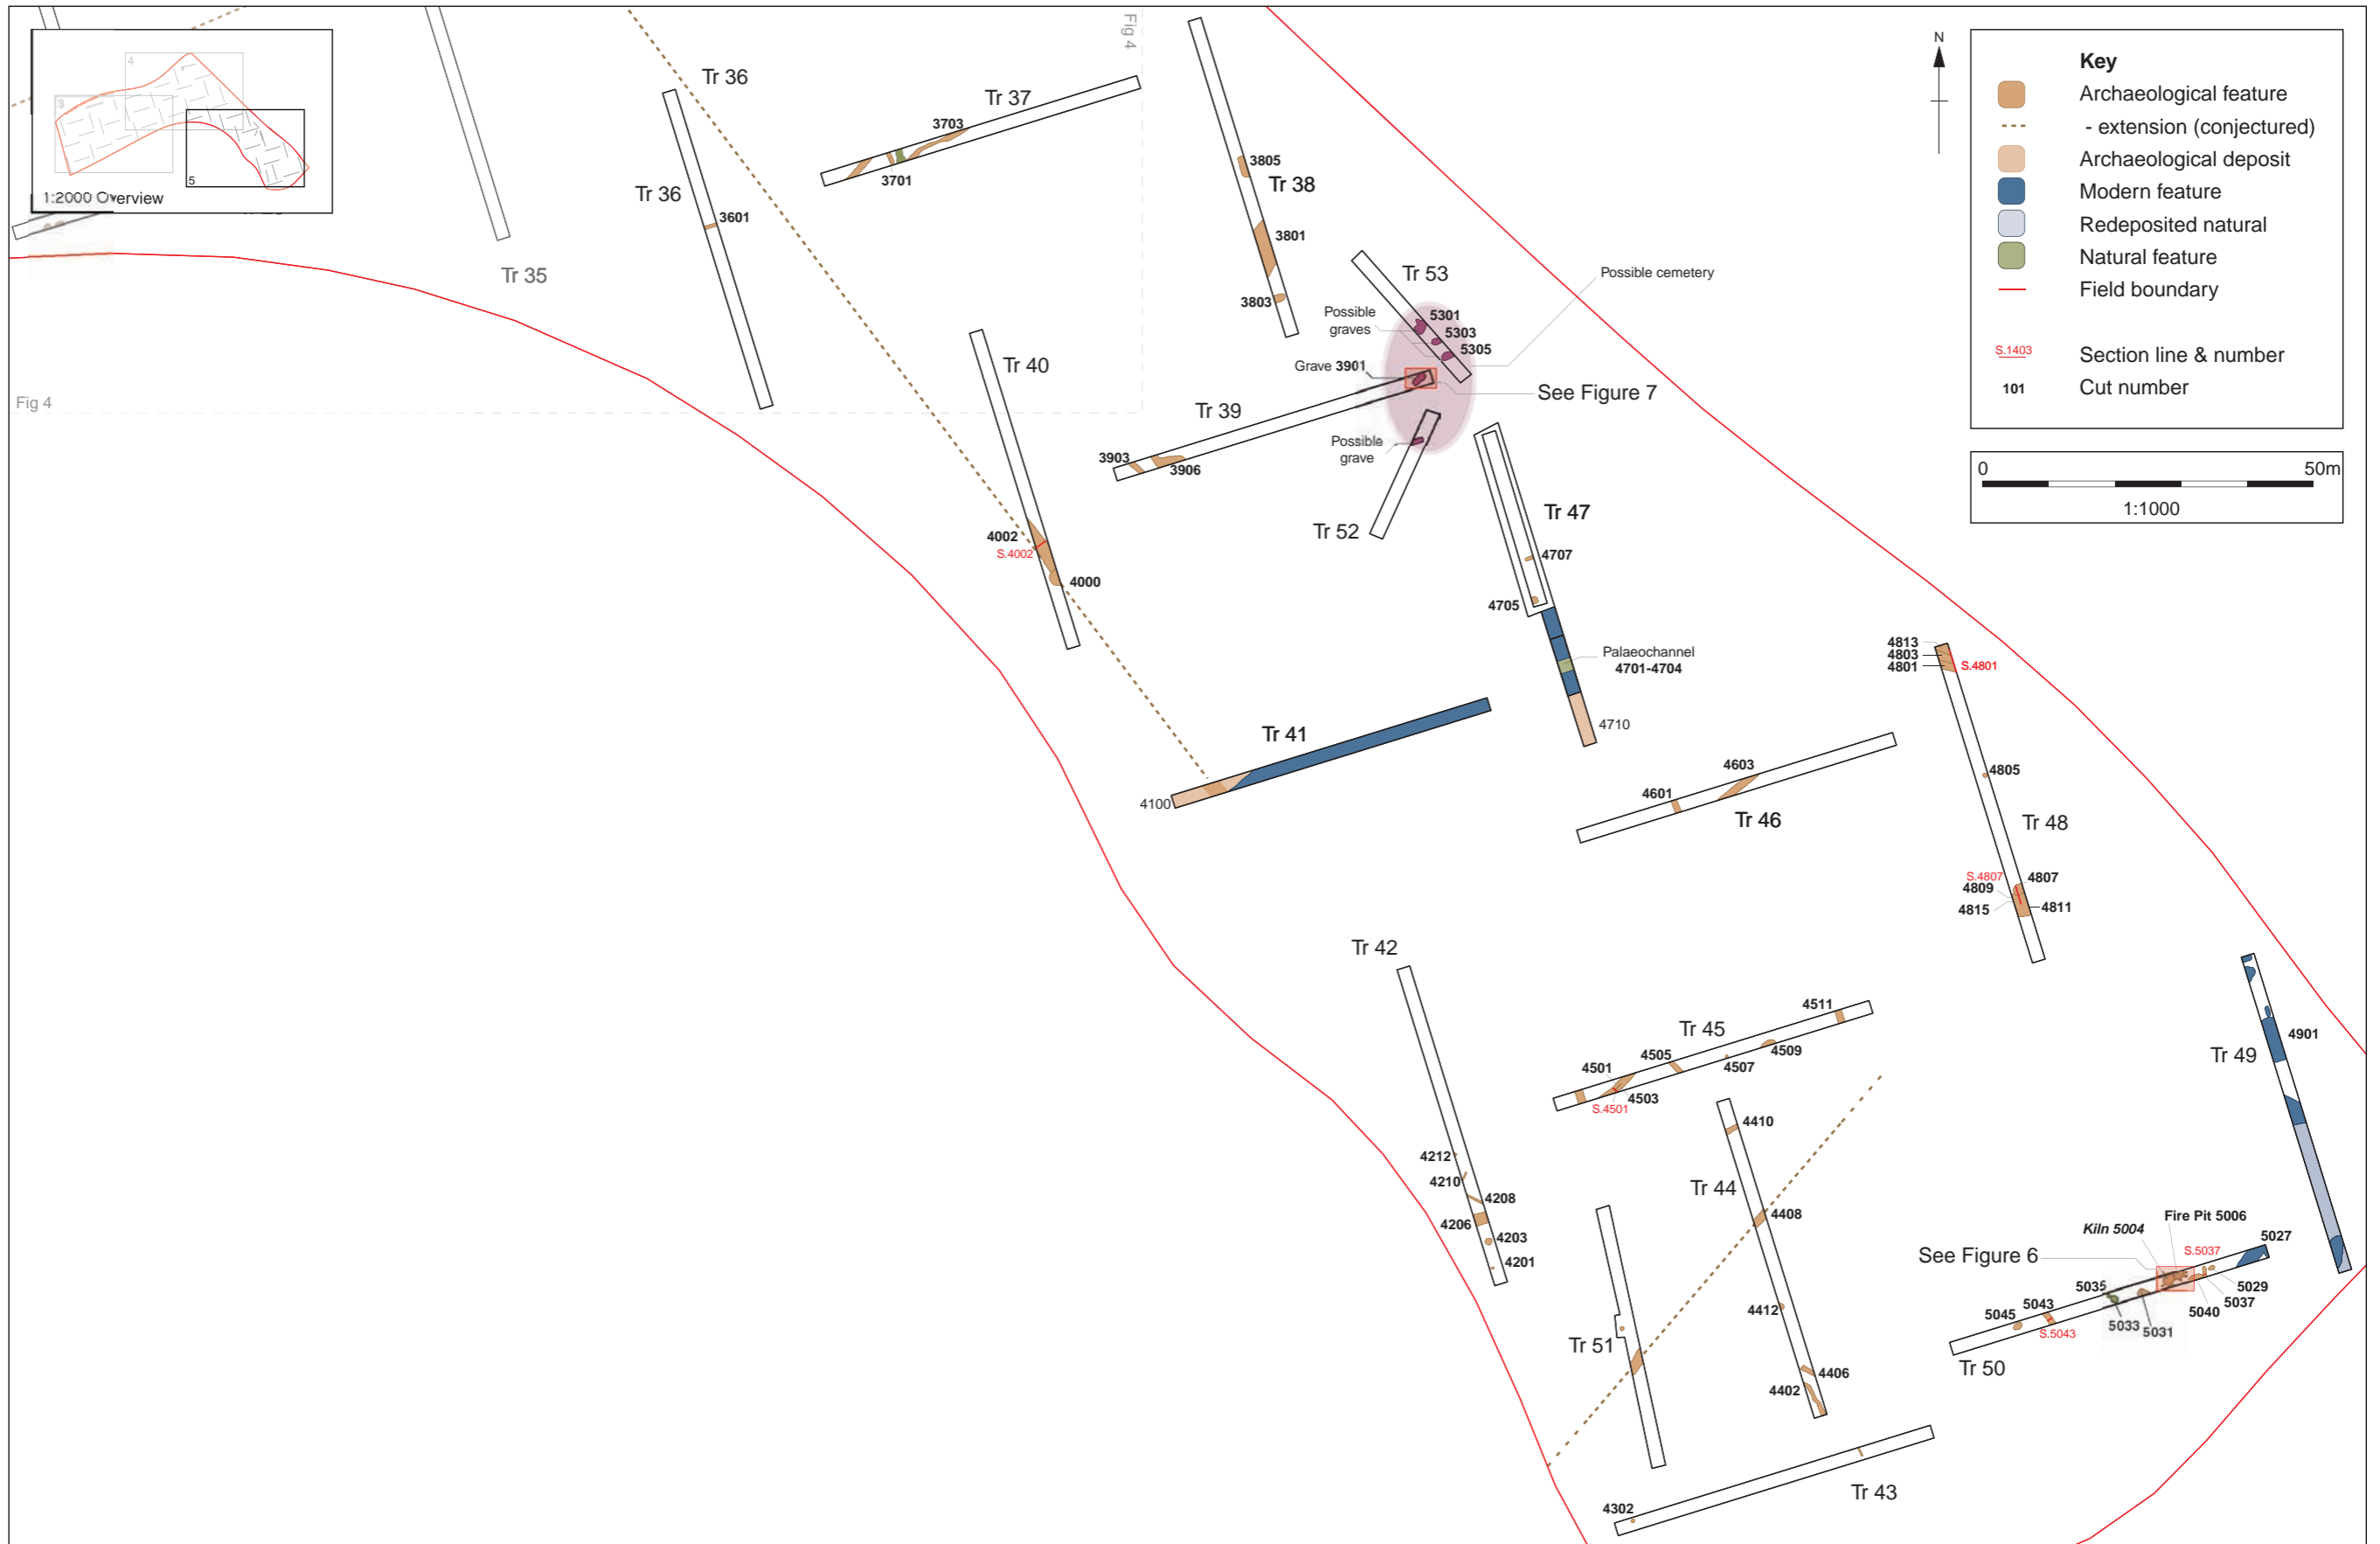 4
3
5
1:2000 Overview
Fig 4
Fig 4
Tr 35
Tr 36
Tr 36
3601
Tr 37
3703
3701
3805
Tr 38
3801
3803
Tr 53
Possible cemetery
Possible
graves
5301
5303
5305
Grave 3901
See Figure 7
Tr 39
3903
3906
Possible
grave
Tr 52
Tr 40
4002
S.4002
4000
Tr 47
4707
4705
Palaeochannel
4701-4704
4710
Tr 41
4100
4603
4601
Tr 46
4813
4803
4801
S.4801
4805
Tr 48
S.4807
4807
4809
4815
4811
Tr 42
4212
4210
4208
4206
4203
4201
Tr 45
4511
4501
4505
4509
4507
4503
S.4501
4410
Tr 44
4408
4412
4406
4402
Tr 51
Tr 43
4302
Tr 49
4901
Kiln 5004
Fire Pit 5006
See Figure 6
S.5037
5027
5035
5029
5037
5040
5043
5045
5033
5031
S.5043
Tr 50
N
Key
Archaeological feature
- extension (conjectured)
Archaeological deposit
Modern feature
Redeposited natural
Natural feature
Field boundary
S.1403
Section line & number
101
Cut number
0
50m
1:1000